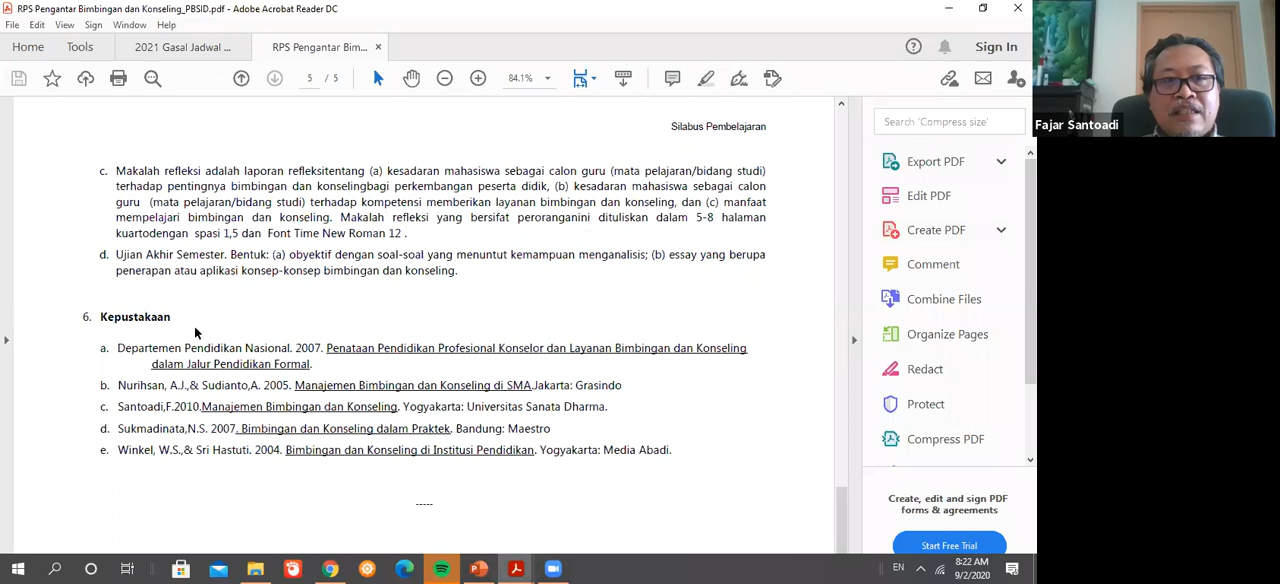 RPS Pengantar Bimbingan dan Konseling_PBSID.pdf - Adobe Acrobat Reader DC
File Edit View Sign Window Help
Home Tools 2021 Gasal Jadwal ... RPS Pengantar Bim... × Sign In
5 / 5 84.1%
Silabus Pembelajaran
c. Makalah refleksi adalah laporan refleksitentang (a) kesadaran mahasiswa sebagai calon guru (mata pelajaran/bidang studi)
terhadap pentingnya bimbingan dan konselingbagi perkembangan peserta didik, (b) kesadaran mahasiswa sebagai calon
guru (mata pelajaran/bidang studi) terhadap kompetensi memberikan layanan bimbingan dan konseling, dan (c) manfaat
mempelajari bimbingan dan konseling. Makalah refleksi yang bersifat peroranganini dituliskan dalam 5-8 halaman
kuartodengan spasi 1,5 dan Font Time New Roman 12 .
d. Ujian Akhir Semester. Bentuk: (a) obyektif dengan soal-soal yang menuntut kemampuan menganalisis; (b) essay yang berupa
penerapan atau aplikasi konsep-konsep bimbingan dan konseling.
6. Kepustakaan
a. Departemen Pendidikan Nasional. 2007. Penataan Pendidikan Profesional Konselor dan Layanan Bimbingan dan Konseling
dalam Jalur Pendidikan Formal.
b. Nurihsan, A.J.,& Sudianto,A. 2005. Manajemen Bimbingan dan Konseling di SMA.Jakarta: Grasindo
c. Santoadi,F.2010.Manajemen Bimbingan dan Konseling. Yogyakarta: Universitas Sanata Dharma.
d. Sukmadinata,N.S. 2007. Bimbingan dan Konseling dalam Praktek. Bandung: Maestro
e. Winkel, W.S.,& Sri Hastuti. 2004. Bimbingan dan Konseling di Institusi Pendidikan. Yogyakarta: Media Abadi.
-----
Search 'Compress size'
Export PDF
Edit PDF
Create PDF
Comment
Combine Files
Organize Pages
Redact
Protect
Compress PDF
Create, edit and sign PDF
forms & agreements
Start Free Trial
Fajar Santoadi
EN
8:22 AM
9/2/2020